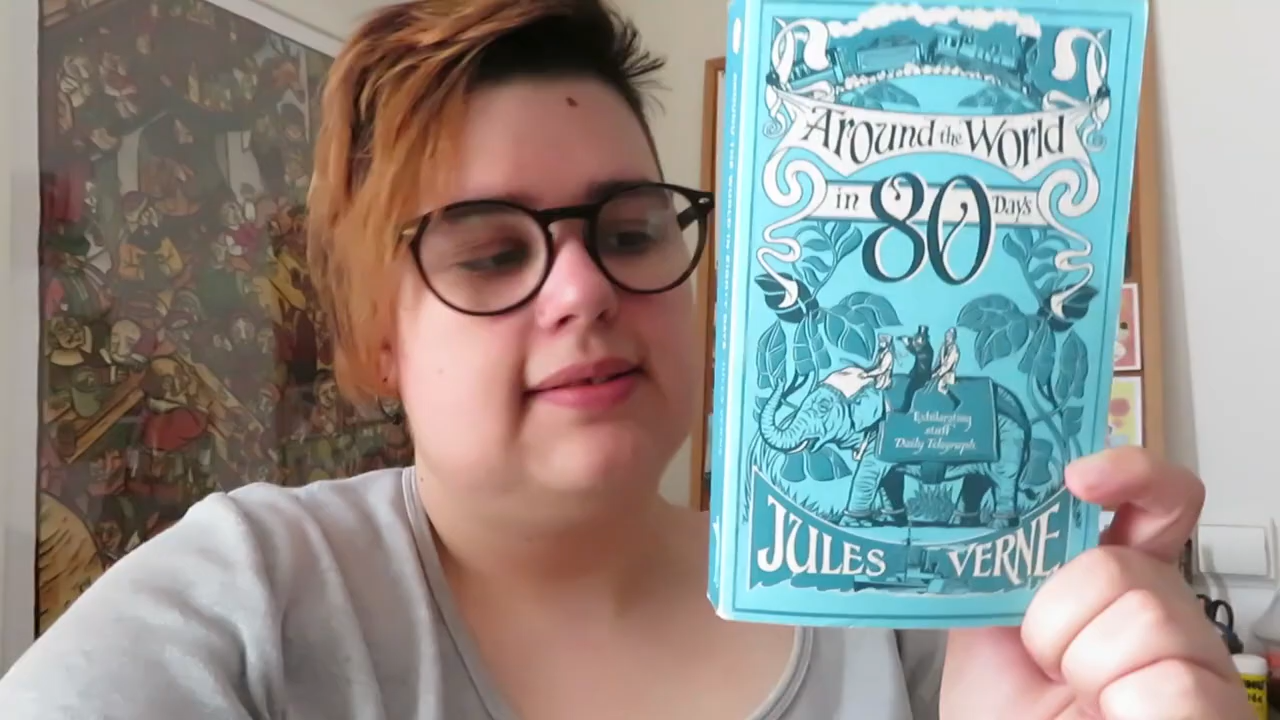 Around the World
in 80 Days
Exhilarating
stuff
Daily Telegraph
JULES VERNE